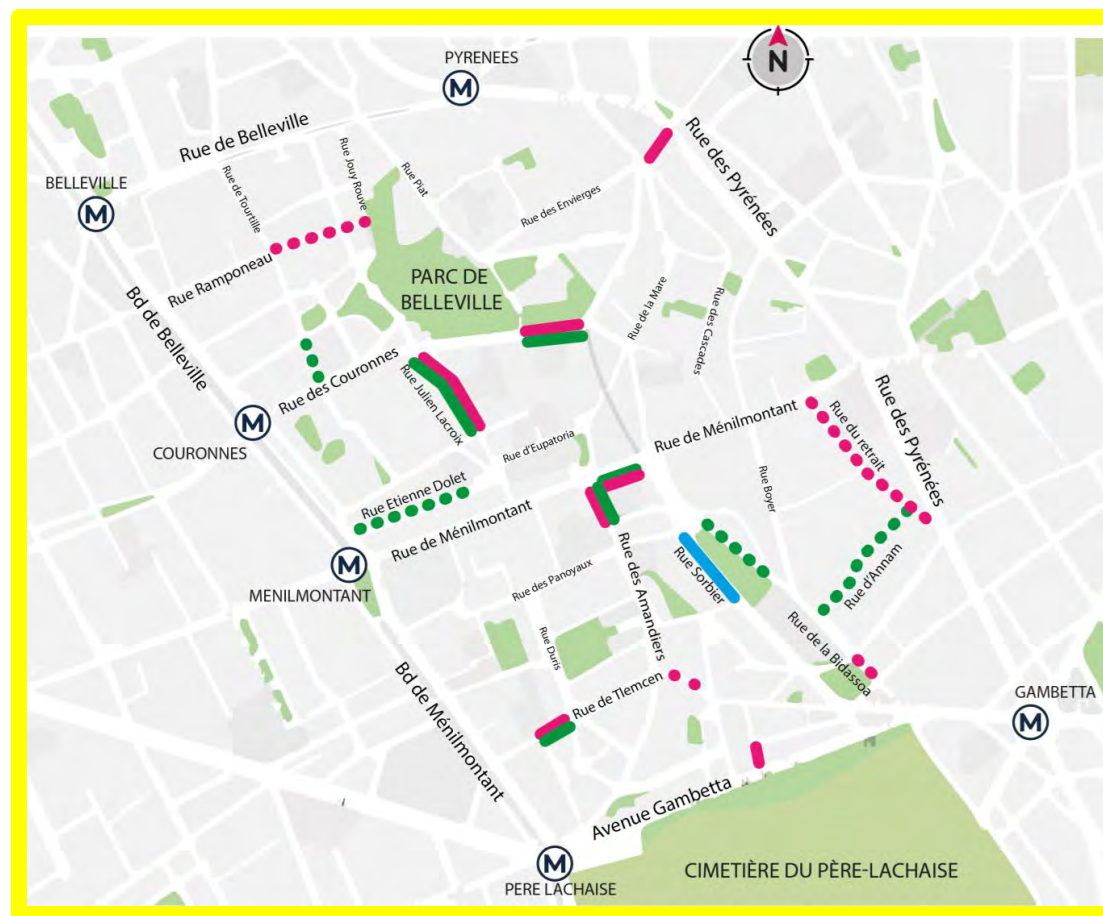 PYRENEES
M
N
Rue de Belleville
Rue des Pyrénées
BELLEVILLE
M
Rue de Tourtille
Rue Jouy Rouve
Rue Piat
Rue des Envierges
Rue Ramponeau
PARC DE
BELLEVILLE
Bd de Belleville
Rue de la Mare
Rue des Cascades
Rue des Couronnes
Rue Julien Lacroix
M
COURONNES
Rue d'Eupatoria
Rue de Ménilmontant
Rue du retrait
Rue des Pyrénées
Rue Etienne Dolet
Rue de Ménilmontant
Rue Boyer
M
MENILMONTANT
Rue des Panoyaux
Rue des Amandiers
Rue Sorbier
Rue d'Annam
Rue Duris
Rue de la Bidassoa
Bd de Ménilmontant
Rue de Tlemcen
GAMBETTA
M
Avenue Gambetta
M
PERE LACHAISE
CIMETIÈRE DU PÈRE-LACHAISE